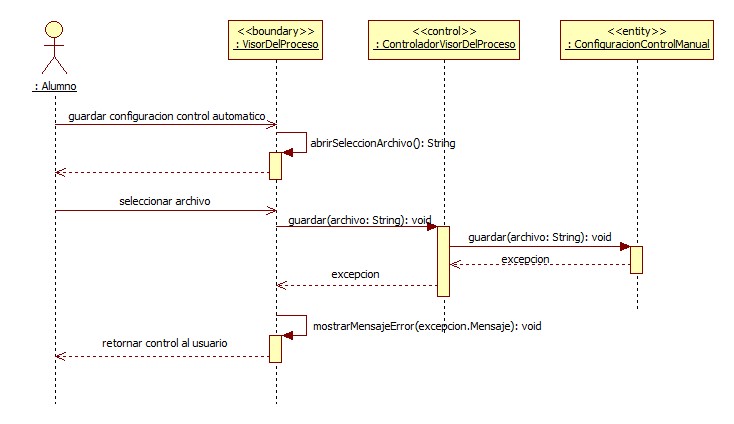 <<boundary>>
: VisorDelProceso
<<control>>
: ControladorVisorDelProceso
<<entity>>
: ConfiguracionControlManual
: Alumno
guardar configuracion control automatico
abrirSeleccionArchivo(): String
seleccionar archivo
guardar(archivo: String): void
guardar(archivo: String): void
excepcion
excepcion
mostrarMensajeError(excepcion.Mensaje): void
retornar control al usuario